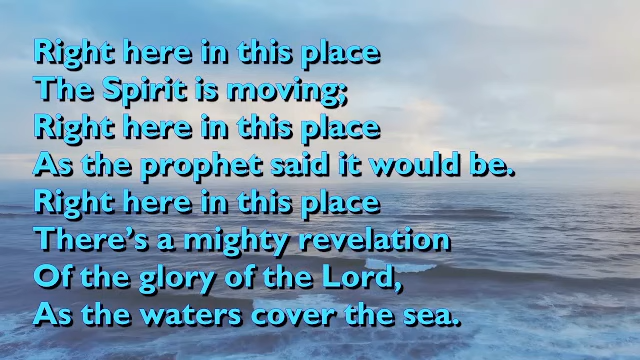 Right here in this place
The Spirit is moving;
Right here in this place
As the prophet said it would be.
Right here in this place
There’s a mighty revelation
Of the glory of the Lord,
As the waters cover the sea.